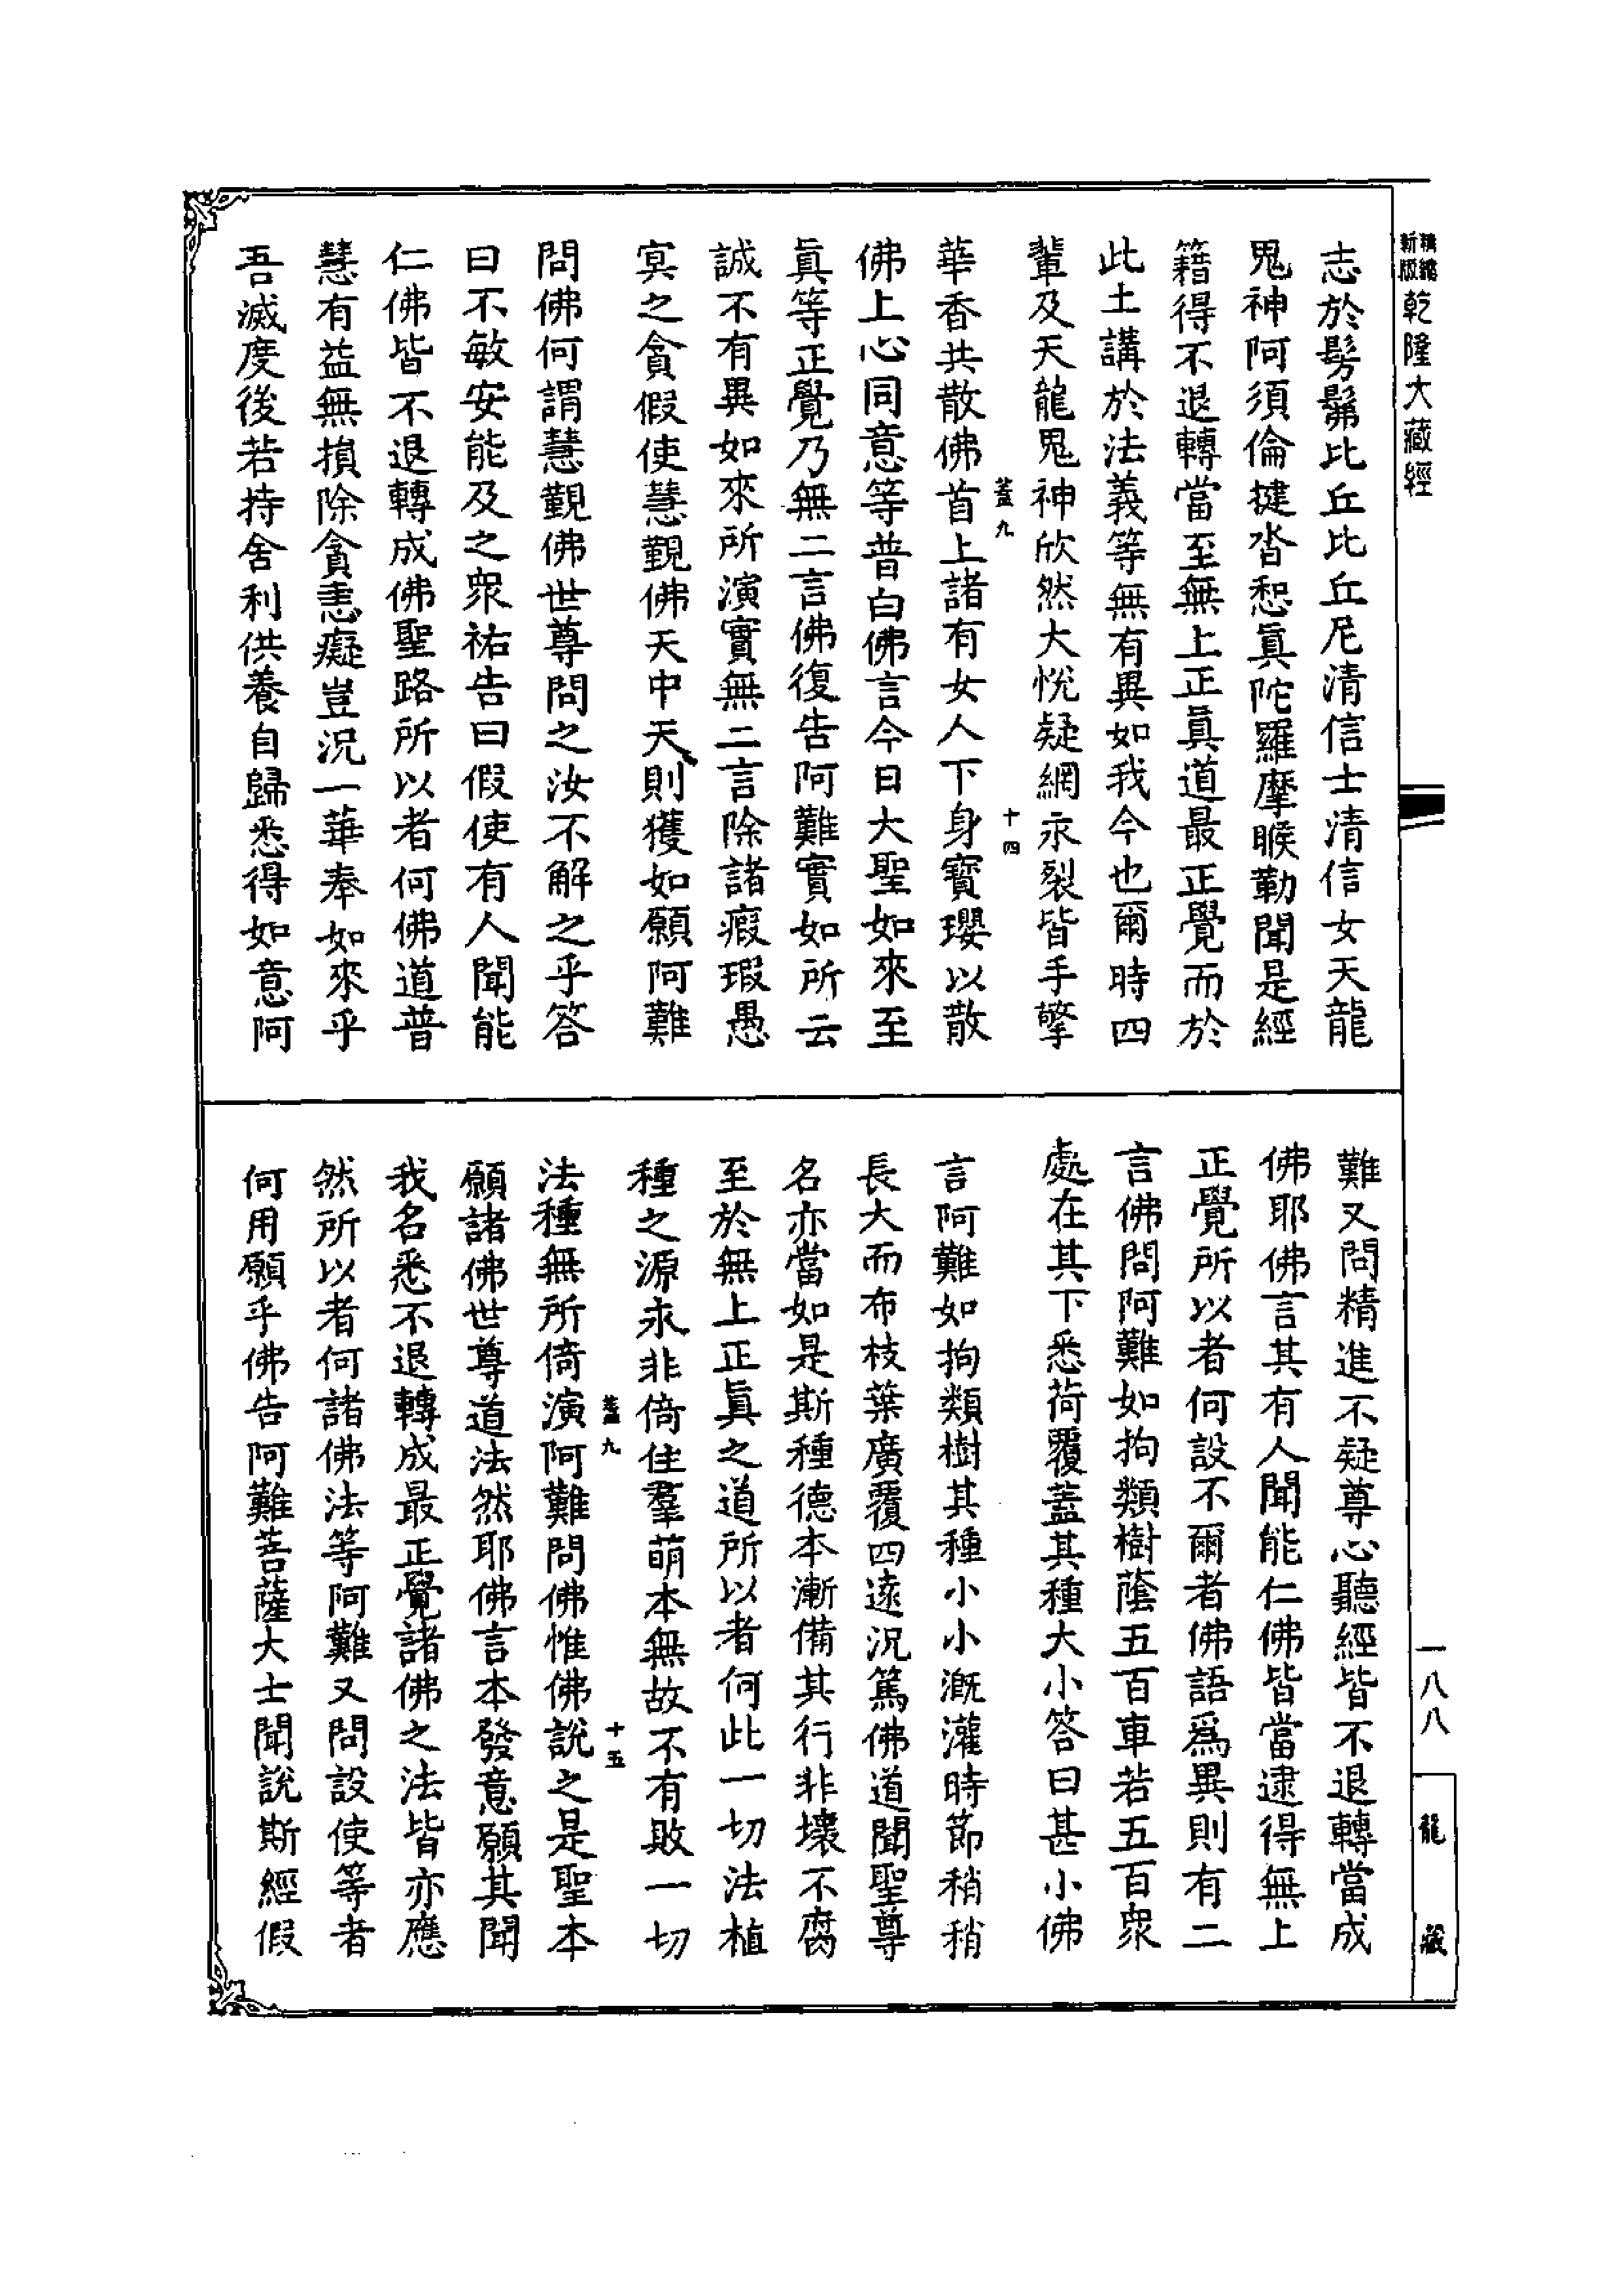 精縮新版乾隆大藏經
一八八
龍藏
志於髣髴比丘比丘尼清信士清信女天龍
鬼神阿須倫揵沓惒眞陀羅摩睺勒聞是經
籍得不退轉當至無上正眞道最正覺而於
此土講於法義等無有異如我今也爾時四
輩及天龍鬼神欣然大悅疑網永裂皆手擎
蓋九 十四
華香共散佛首上諸有女人下身寶瓔以散
佛上心同意等普白佛言今日大聖如來至
眞等正覺乃無二言佛復告阿難實如所云
誠不有異如來所演實無二言除諸瘕瑕愚
冥之貪假使慧覲佛天中天則獲如願阿難
問佛何謂慧觀佛世尊問之汝不解之乎答
曰不敏安能及之衆祐告曰假使有人聞能
仁佛皆不退轉成佛聖路所以者何佛道普
慧有益無損除貪恚癡豈況一華奉如來乎
吾滅度後若持舍利供養自歸悉得如意阿
難又問精進不疑尊心聽經皆不退轉當成
佛耶佛言其有人聞能仁佛皆當逮得無上
正覺所以者何設不爾者佛語爲異則有二
言佛問阿難如拘類樹蔭五百車若五百衆
處在其下悉荷覆蓋其種大小答曰甚小佛
言阿難如拘類樹其種小小溉灌時節稍稍
長大而布枝葉廣覆四遠況篤佛道聞聖尊
名亦當如是斯種德本漸備其行非壞不腐
至於無上正眞之道所以者何此一切法植
種之源永非倚住羣萌本無故不有敗一切
蓋九 十五
法種無所倚演阿難問佛惟佛說之是聖本
願諸佛世尊道法然耶佛言本發意願其聞
我名悉不退轉成最正覺諸佛之法皆亦應
然所以者何諸佛法等阿難又問設使等者
何用願乎佛告阿難菩薩大士聞說斯經假